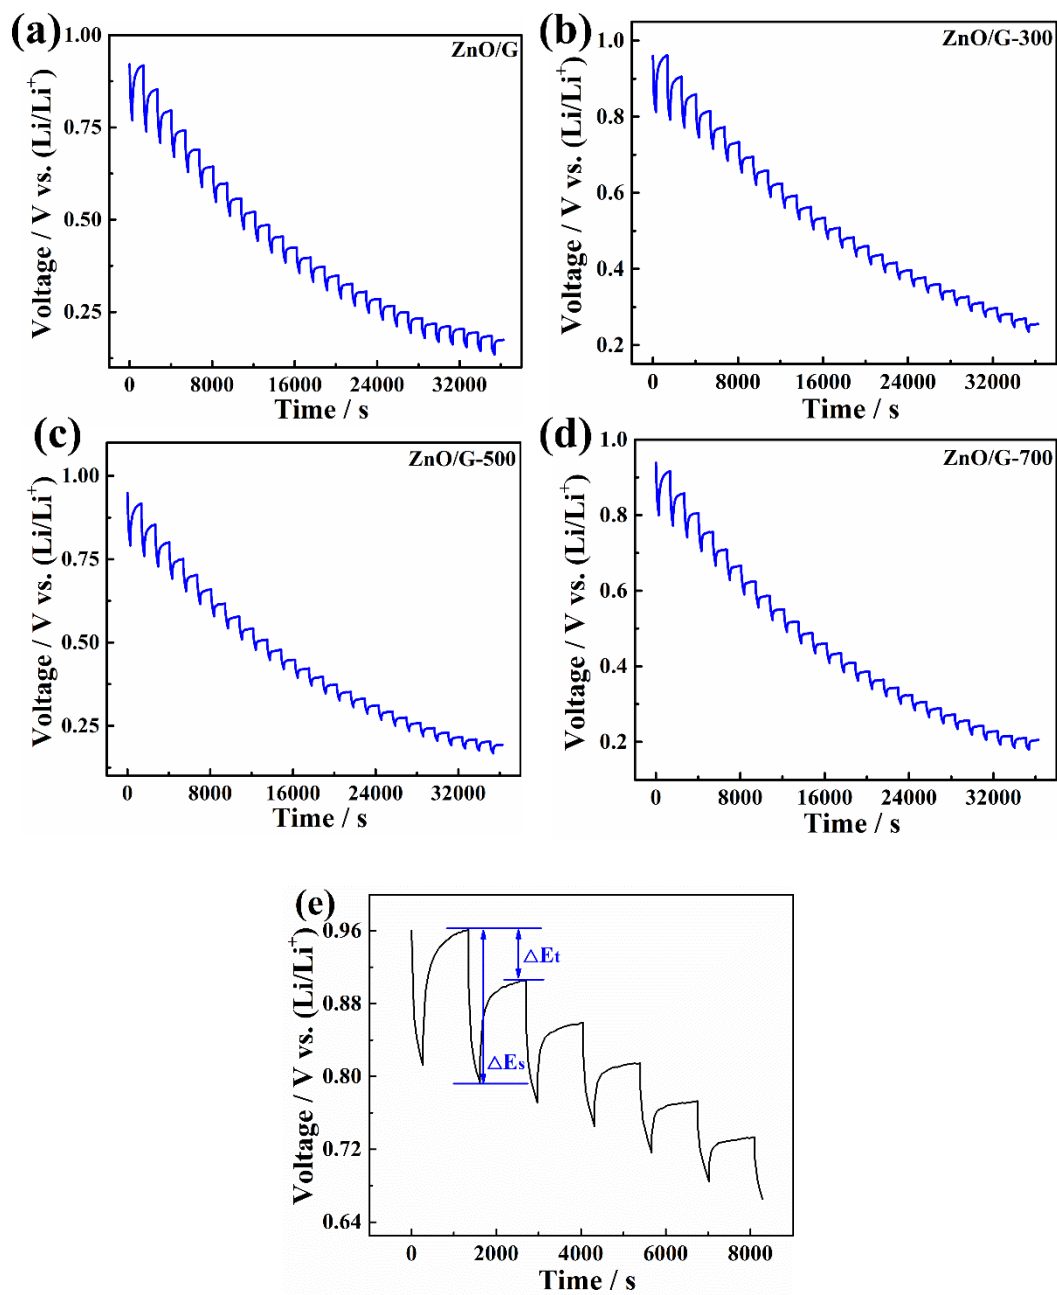 (a)
ZnO/G
Voltage / V vs. (Li/Li⁺)
1.00
0.75
0.50
0.25
0 8000 16000 24000 32000
Time / s
(b)
ZnO/G-300
Voltage / V vs. (Li/Li⁺)
1.0
0.8
0.6
0.4
0.2
0 8000 16000 24000 32000
Time / s
(c)
ZnO/G-500
Voltage / V vs. (Li/Li⁺)
1.00
0.75
0.50
0.25
0 8000 16000 24000 32000
Time / s
(d)
ZnO/G-700
Voltage / V vs. (Li/Li⁺)
1.0
0.8
0.6
0.4
0.2
0 8000 16000 24000 32000
Time / s
(e)
Voltage / V vs. (Li/Li⁺)
0.96
0.88
0.80
0.72
0.64
△Et
△Es
0 2000 4000 6000 8000
Time / s